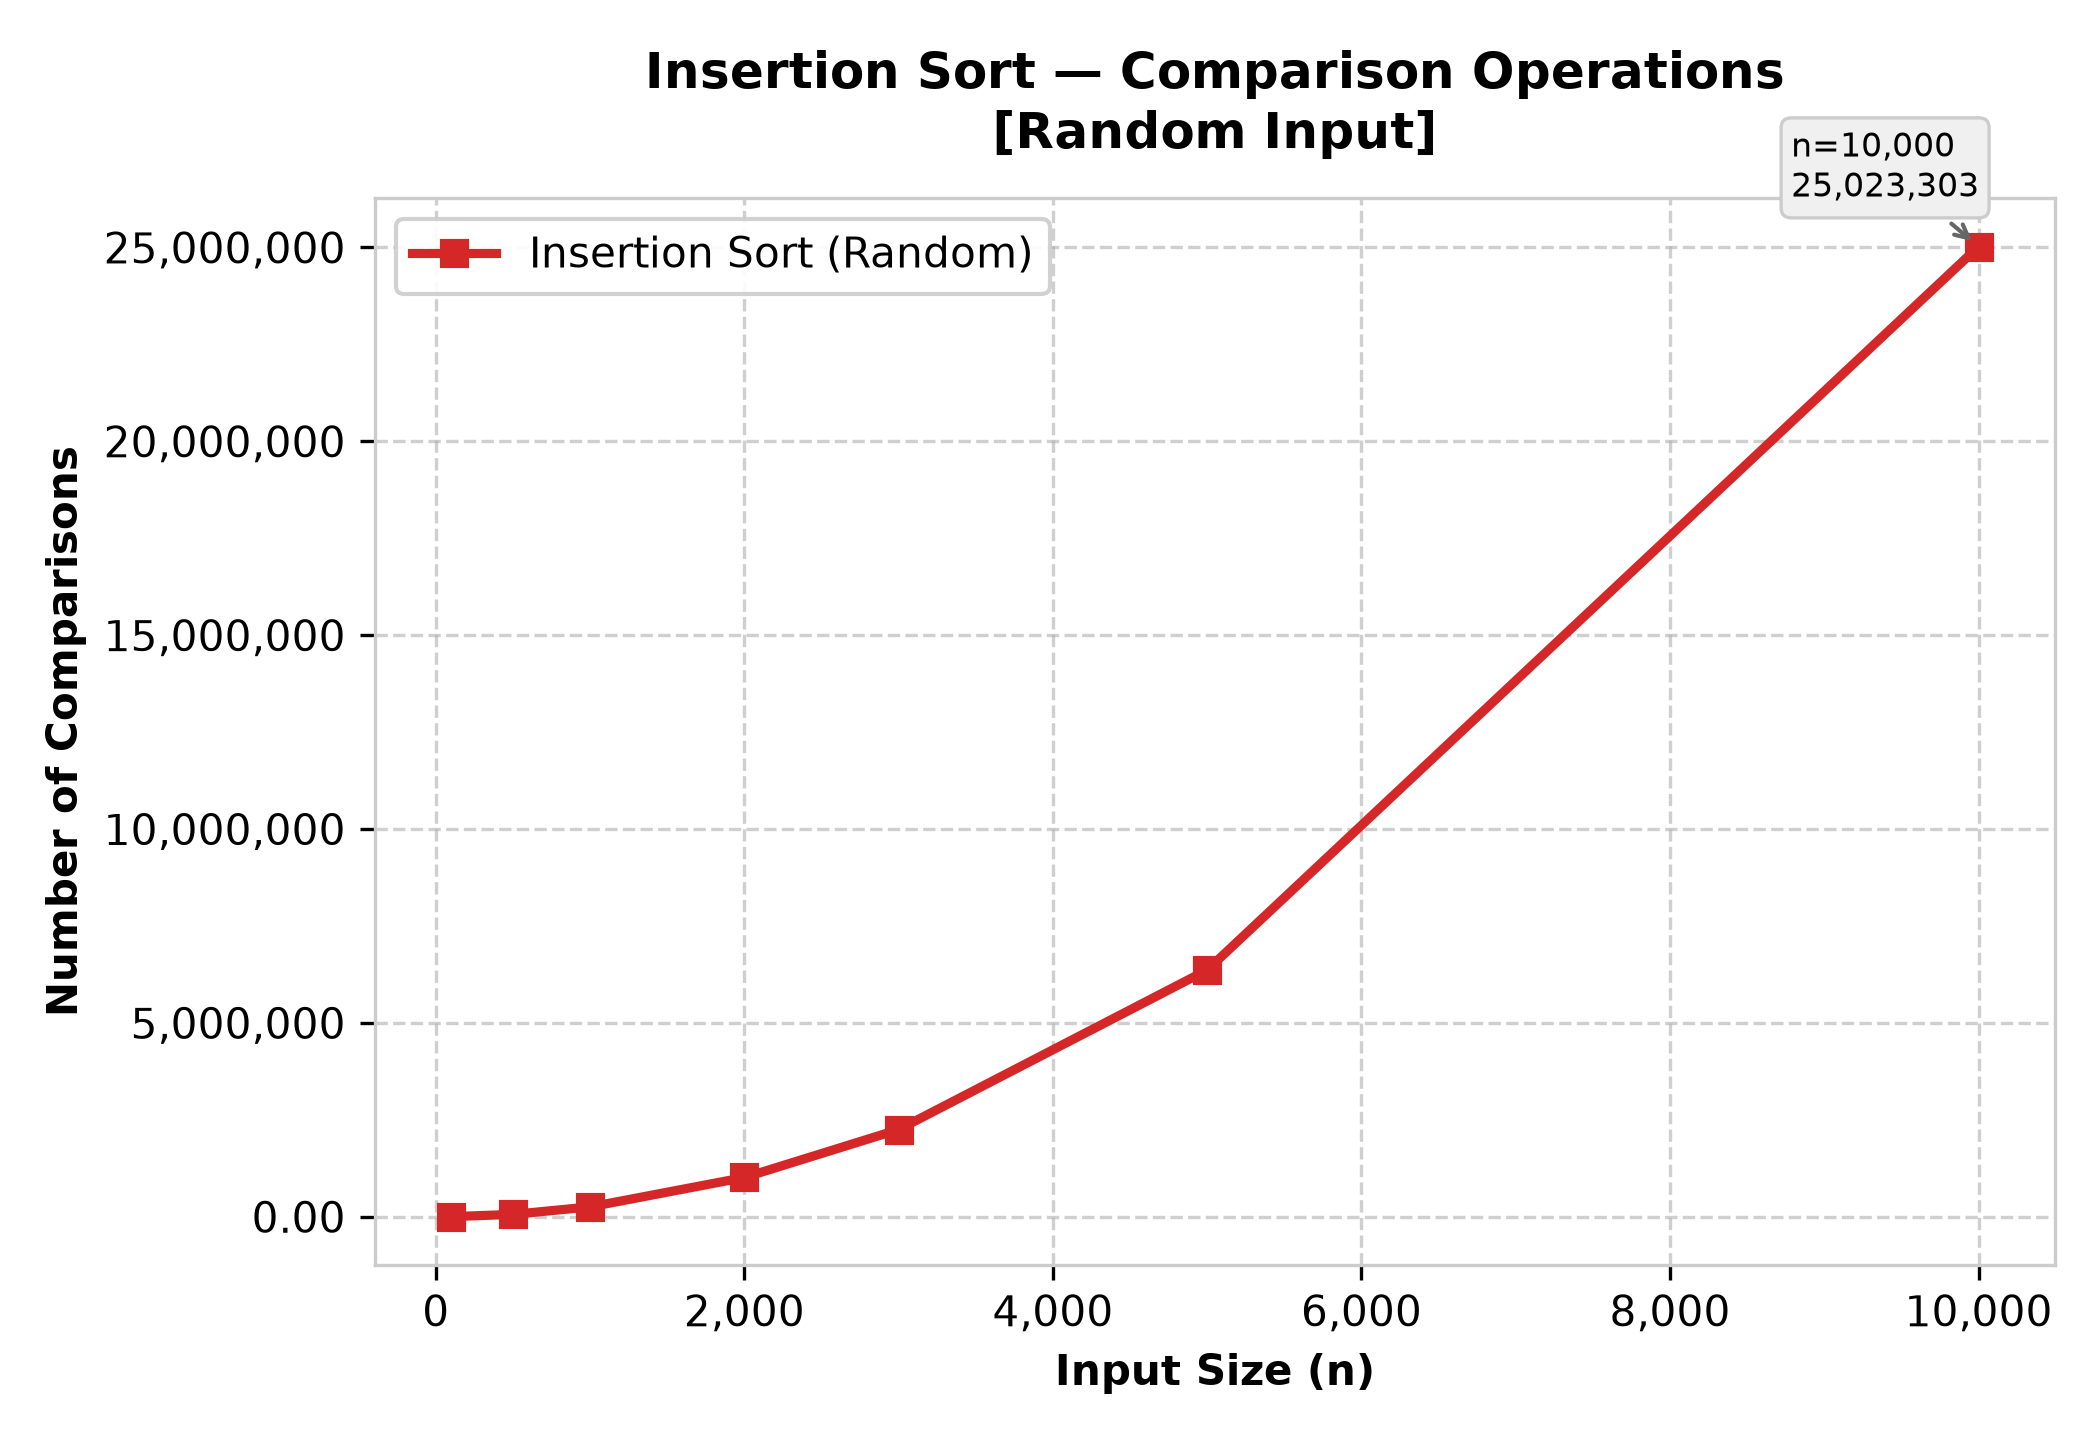 Insertion Sort — Comparison Operations
[Random Input]
n=10,000
25,023,303
Insertion Sort (Random)
Number of Comparisons
25,000,000
20,000,000
15,000,000
10,000,000
5,000,000
0.00
0
2,000
4,000
6,000
8,000
10,000
Input Size (n)